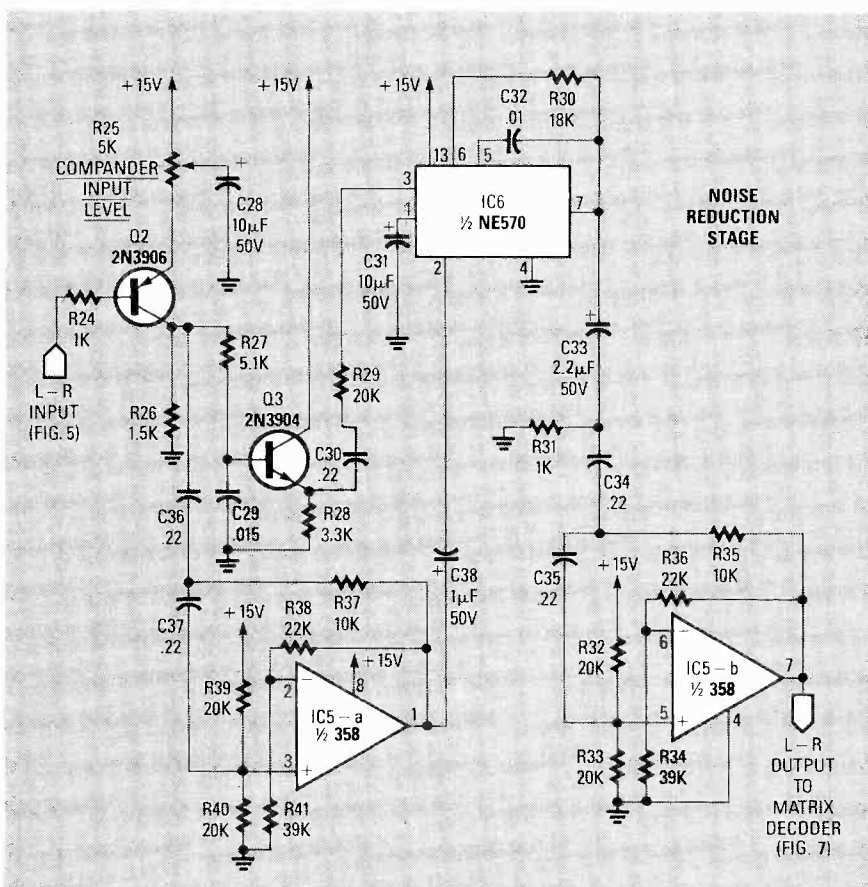 +15V
+15V
+15V
R25
5K
COMPANDER
INPUT
LEVEL
+
C28
10µF
50V
Q2
2N3906
R24
1K
L–R
INPUT
(FIG. 5)
R26
1.5K
R27
5.1K
Q3
2N3904
C36
.22
C29
.015
R28
3.3K
C30
.22
R29
20K
C32
.01
R30
18K
13
6
5
3
1
2
4
7
IC6
½ NE570
+
C31
10µF
50V
NOISE
REDUCTION
STAGE
+
C33
2.2µF
50V
R31
1K
C34
.22
C37
.22
R37
10K
+15V
R38
22K
+15V
8
R39
20K
2
–
IC5–a
½ 358
1
3
+
R40
20K
R41
39K
C38
1µF
50V
+
C35
.22
+15V
R36
22K
R35
10K
R32
20K
6
–
IC5–b
½ 358
7
5
+
4
R33
20K
R34
39K
L–R
OUTPUT
TO
MATRIX
DECODER
(FIG. 7)